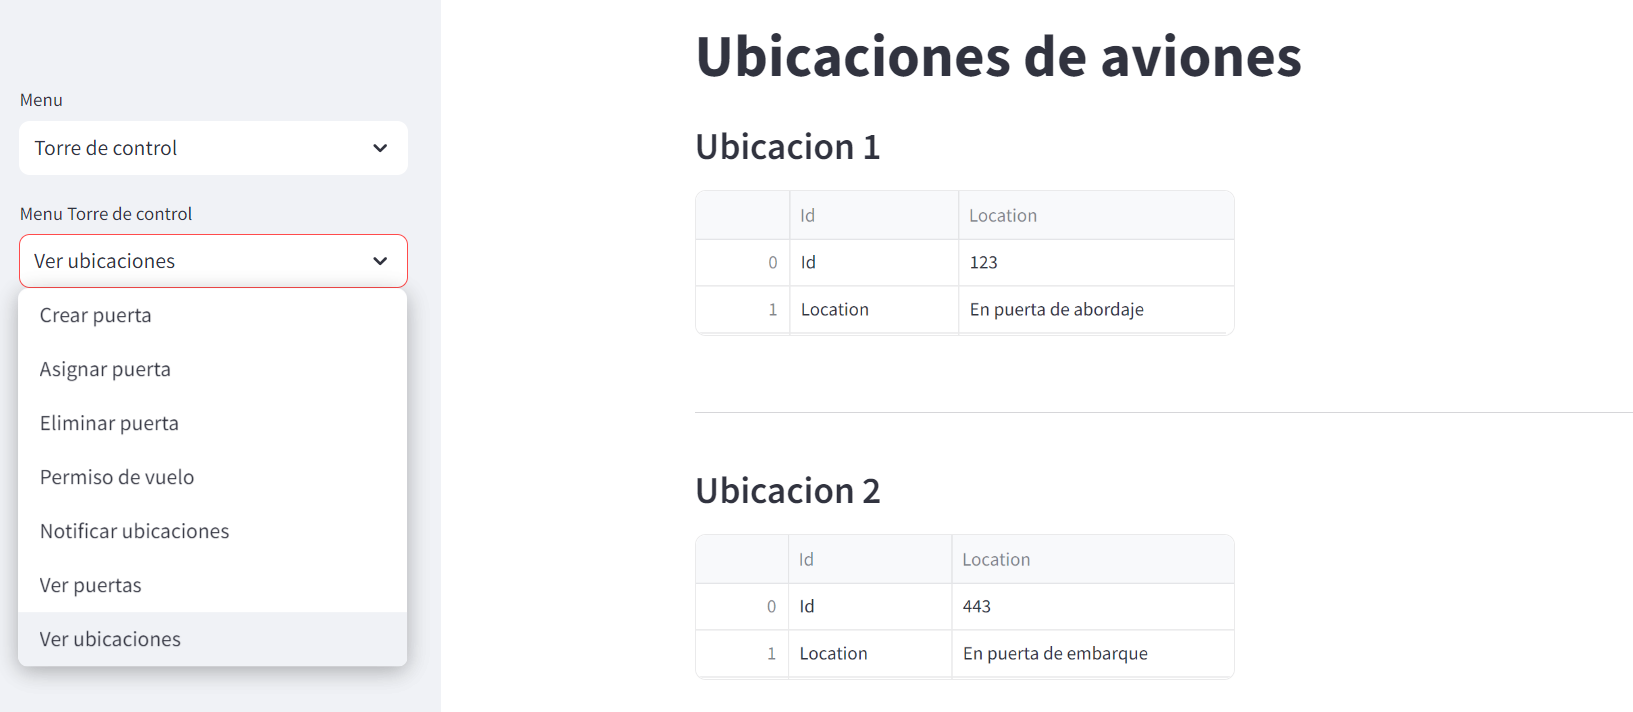 Menu
Torre de control
Menu Torre de control
Ver ubicaciones
Crear puerta
Asignar puerta
Eliminar puerta
Permiso de vuelo
Notificar ubicaciones
Ver puertas
Ver ubicaciones
Ubicaciones de aviones
Ubicacion 1
Id Location
0 Id 123
1 Location En puerta de abordaje
Ubicacion 2
Id Location
0 Id 443
1 Location En puerta de embarque